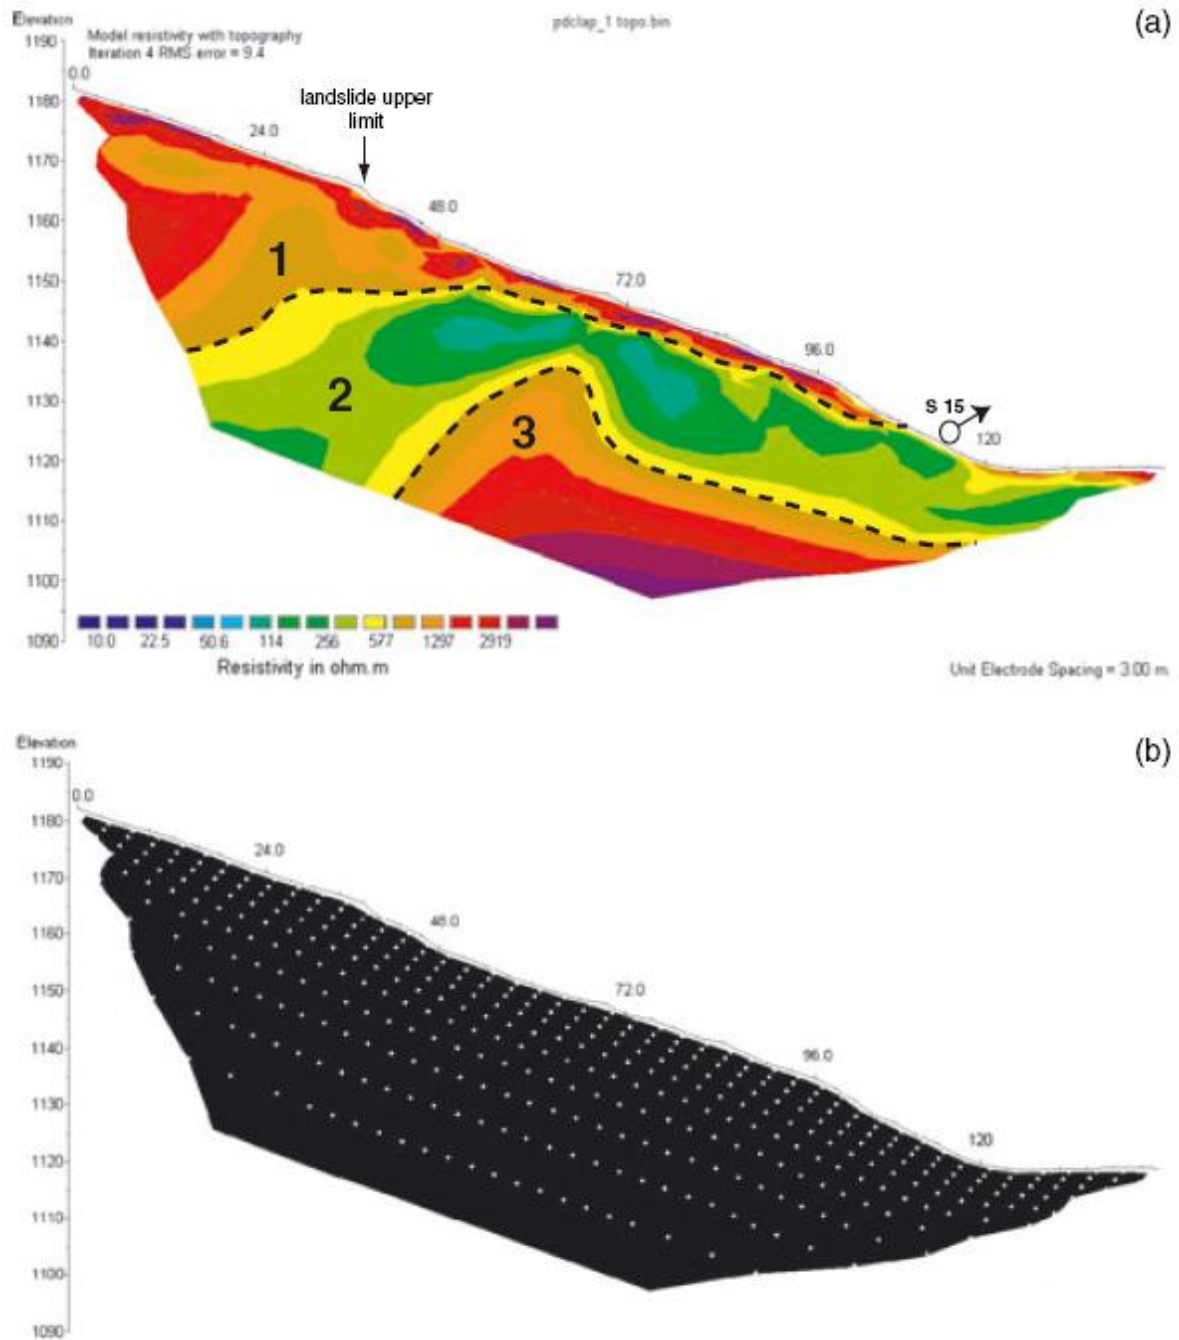 Elevation
pdclap_1 topo.bin
(a)
1190
Model resistivity with topography
Iteration 4 RMS error = 9.4
0.0
landslide upper
limit
1180
24.0
1170
48.0
1160
1
1150
72.0
1140
96.0
2
1130
S 15
3
120
1120
1110
1100
1090
10.0 22.5 50.6 114 256 577 1297 2919
Resistivity in ohm.m
Unit Electrode Spacing = 3.00 m.
Elevation
(b)
1190
0.0
1180
24.0
1170
48.0
1160
1150
72.0
1140
96.0
1130
120
1120
1110
1100
1090